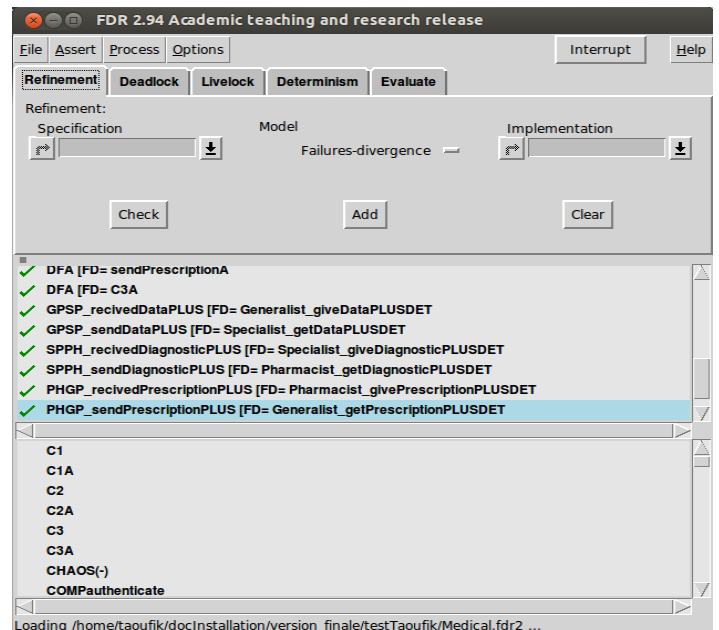 FDR 2.94 Academic teaching and research release
File Assert Process Options Interrupt Help
Refinement Deadlock Livelock Determinism Evaluate
Refinement:
Specification Model Implementation
Failures-divergence
Check Add Clear
DFA [FD= sendPrescriptionA
DFA [FD= C3A
GPSP_recivedDataPLUS [FD= Generalist_giveDataPLUSDET
GPSP_sendDataPLUS [FD= Specialist_getDataPLUSDET
SPPH_recivedDiagnosticPLUS [FD= Specialist_giveDiagnosticPLUSDET
SPPH_sendDiagnosticPLUS [FD= Pharmacist_getDiagnosticPLUSDET
PHGP_recivedPrescriptionPLUS [FD= Pharmacist_givePrescriptionPLUSDET
PHGP_sendPrescriptionPLUS [FD= Generalist_getPrescriptionPLUSDET
C1
C1A
C2
C2A
C3
C3A
CHAOS(-)
COMPauthenticate
Loading /home/taoufik/docInstallation/version_finale/testTaoufik/Medical.fdr2 ...